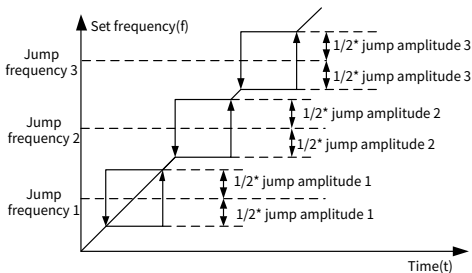 Set frequency(f)
Jump
frequency 3
1/2* jump amplitude 3
1/2* jump amplitude 3
Jump
frequency 2
1/2* jump amplitude 2
1/2* jump amplitude 2
Jump
frequency 1
1/2* jump amplitude 1
1/2* jump amplitude 1
Time(t)